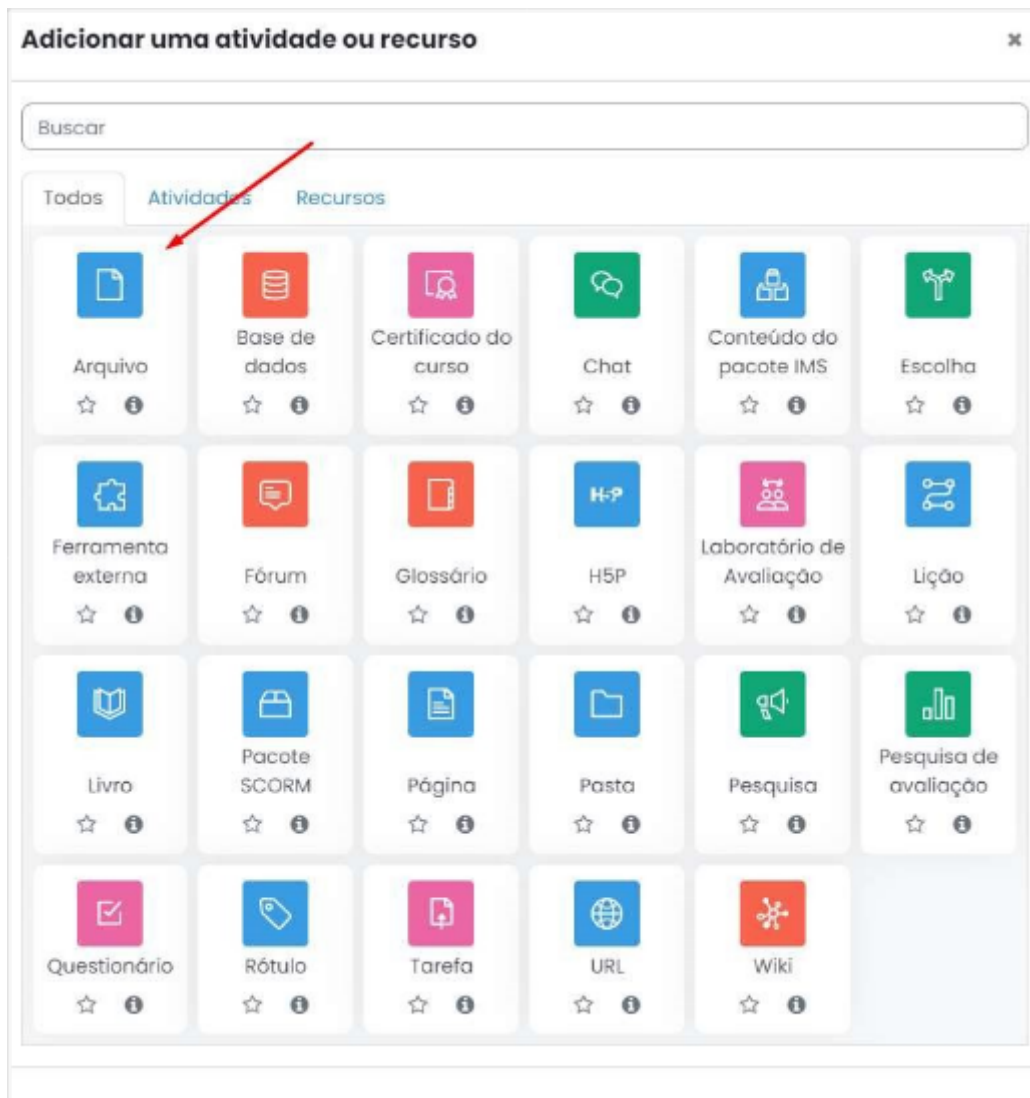 Adicionar uma atividade ou recurso
Buscar
Todos Atividades Recursos
Arquivo
Base de
dados
Certificado do
curso
Chat
Conteúdo do
pacote IMS
Escolha
Ferramenta
externa
Fórum
Glossário
H5P
H5P
Laboratório de
Avaliação
Lição
Livro
Pacote
SCORM
Página
Pasta
Pesquisa
Pesquisa de
avaliação
Questionário
Rótulo
Tarefa
URL
Wiki